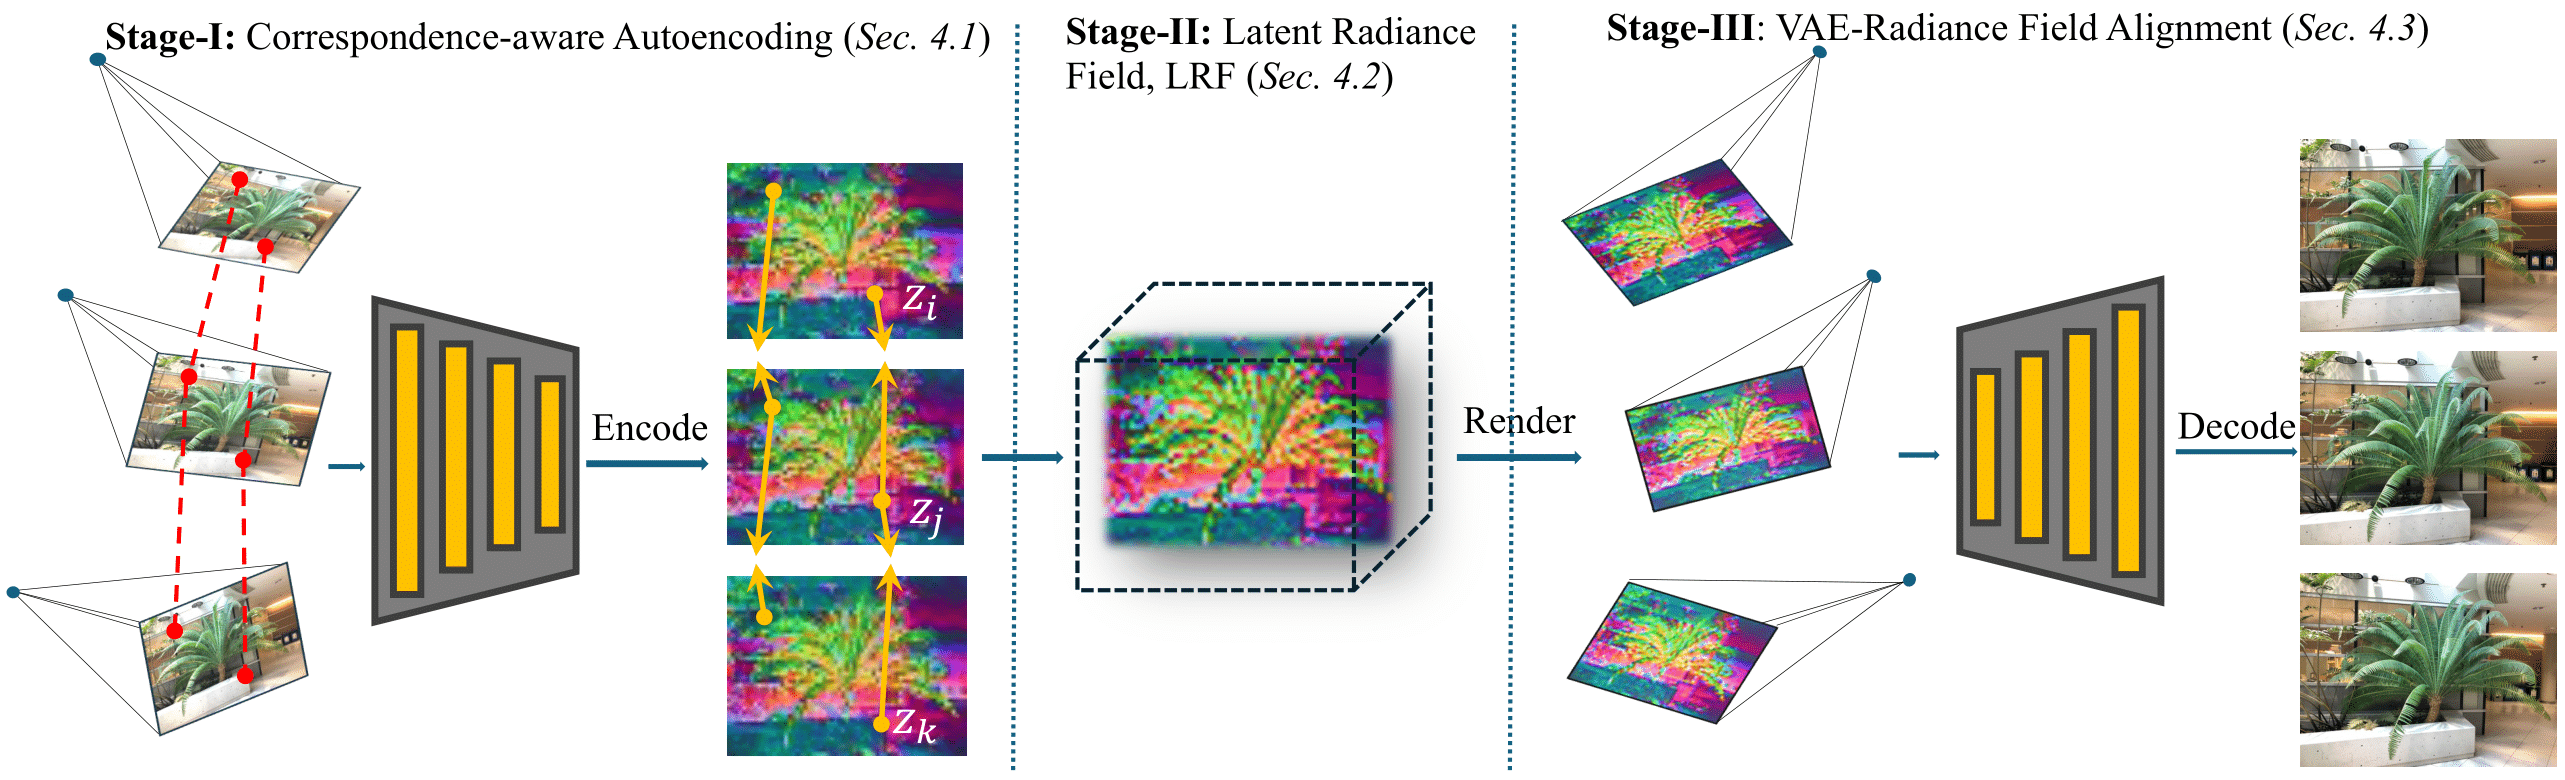 Stage-I: Correspondence-aware Autoencoding (Sec. 4.1)
Stage-II: Latent Radiance
Field, LRF (Sec. 4.2)
Stage-III: VAE-Radiance Field Alignment (Sec. 4.3)
Encode
z_i
z_j
z_k
Render
Decode